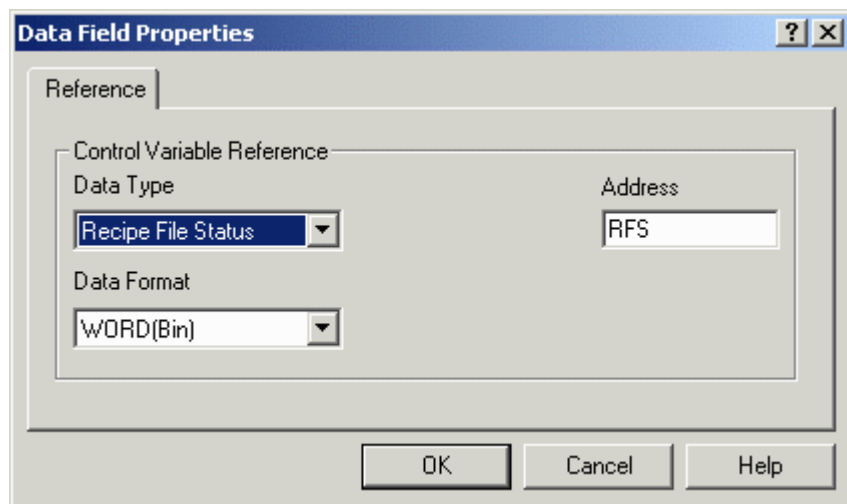 Data Field Properties
Reference
Control Variable Reference
Data Type
Address
Recipe File Status
RFS
Data Format
WORD(Bin)
OK
Cancel
Help